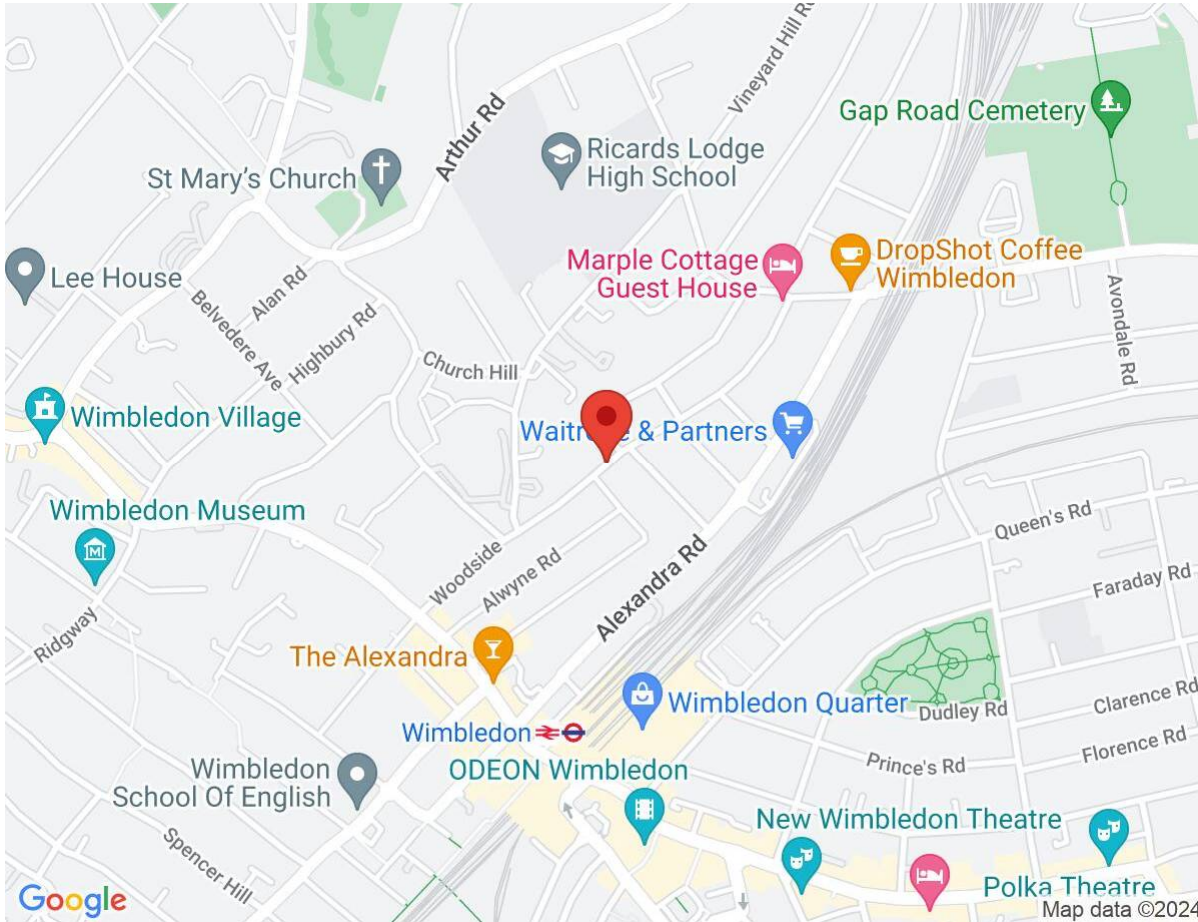 Vineyard Hill R
Arthur Rd
Gap Road Cemetery
Ricards Lodge
High School
St Mary's Church
DropShot Coffee
Wimbledon
Marple Cottage
Guest House
Lee House
Alan Rd
Belvedere Ave
Highbury Rd
Avondale Rd
Church Hill
Wimbledon Village
Waitr e & Partners
Wimbledon Museum
Queen's Rd
Woodside
Alwyne Rd
Alexandra Rd
Faraday Rd
Ridgway
The Alexandra
Wimbledon Quarter
Dudley Rd
Clarence Rd
Wimbledon
Florence Rd
Prince's Rd
Wimbledon
School Of English
ODEON Wimbledon
New Wimbledon Theatre
Spencer Hill
Polka Theatre
Google
Map data ©2024